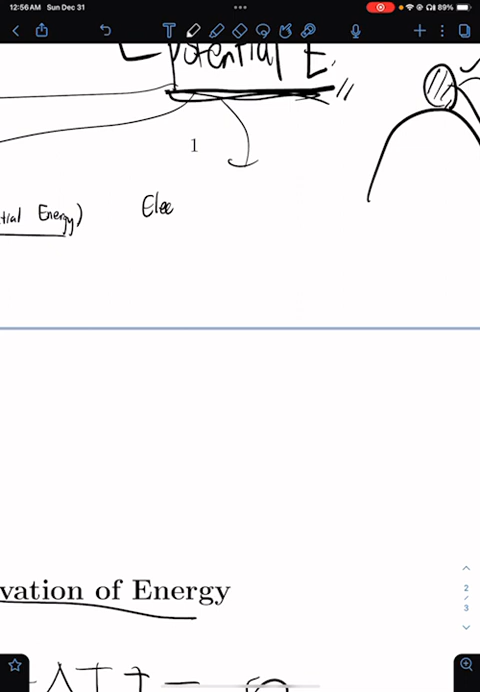 12:56 AM Sun Dec 31
89%
Potential E.
1
tial Energy)
Elec
2
/
3
vation of Energy